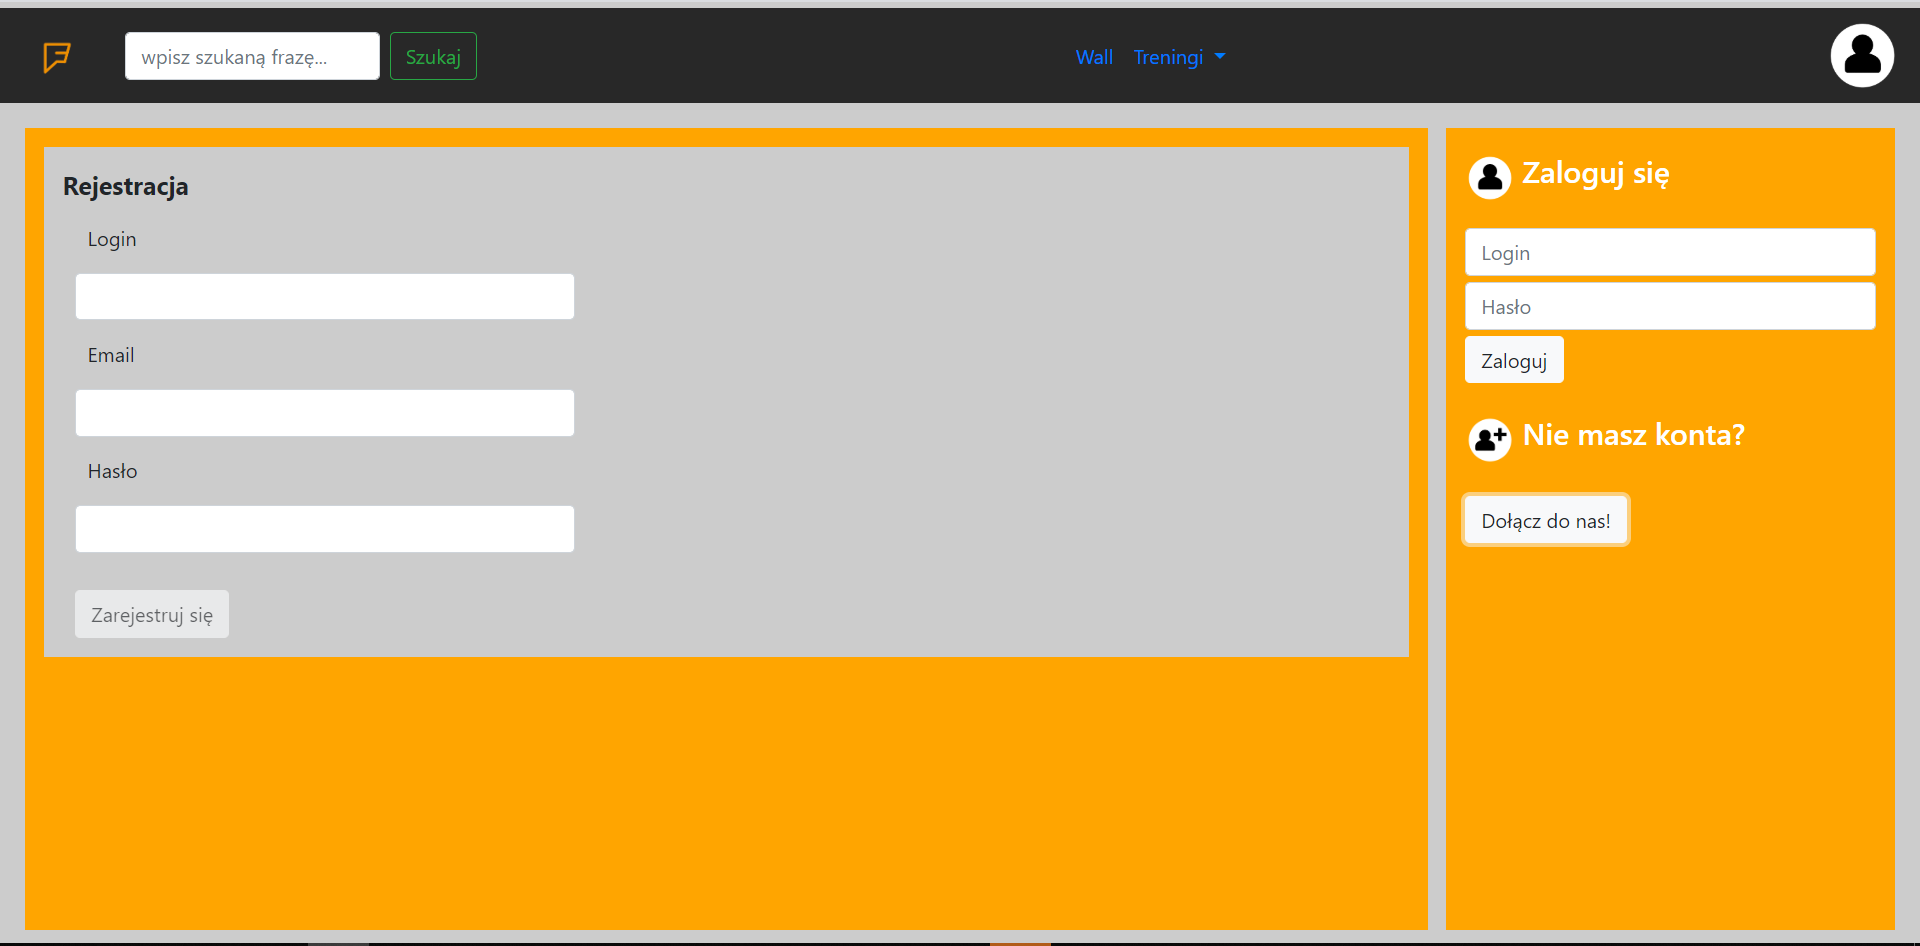 wpisz szukaną frazę...
Szukaj
Wall
Treningi
Rejestracja
Login
Email
Hasło
Zarejestruj się
Zaloguj się
Login
Hasło
Zaloguj
Nie masz konta?
Dołącz do nas!